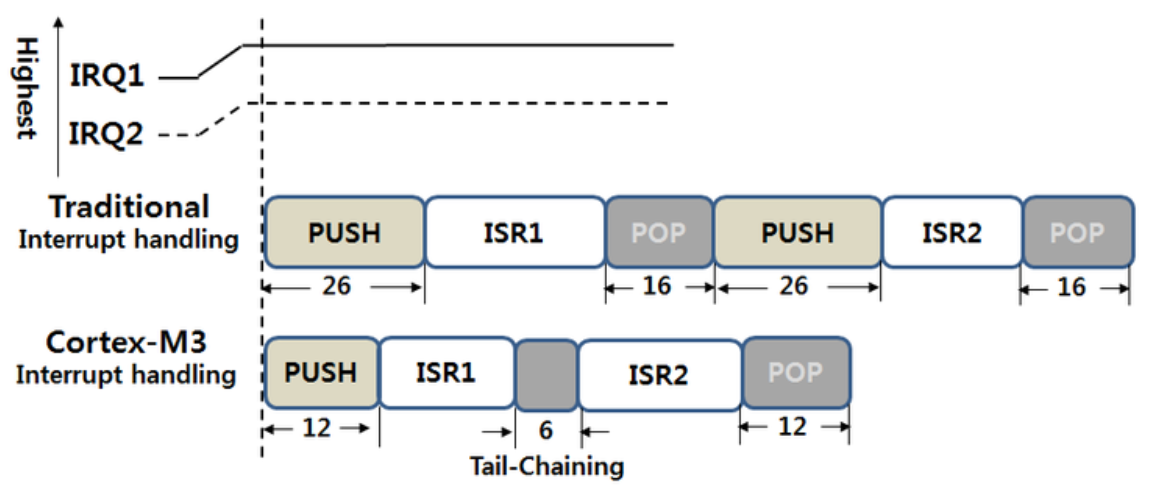 Highest
IRQ1
IRQ2
Traditional
Interrupt handling
PUSH ISR1 POP PUSH ISR2 POP
26 16 26 16
Cortex-M3
Interrupt handling
PUSH ISR1 ISR2 POP
12 6 12
Tail-Chaining